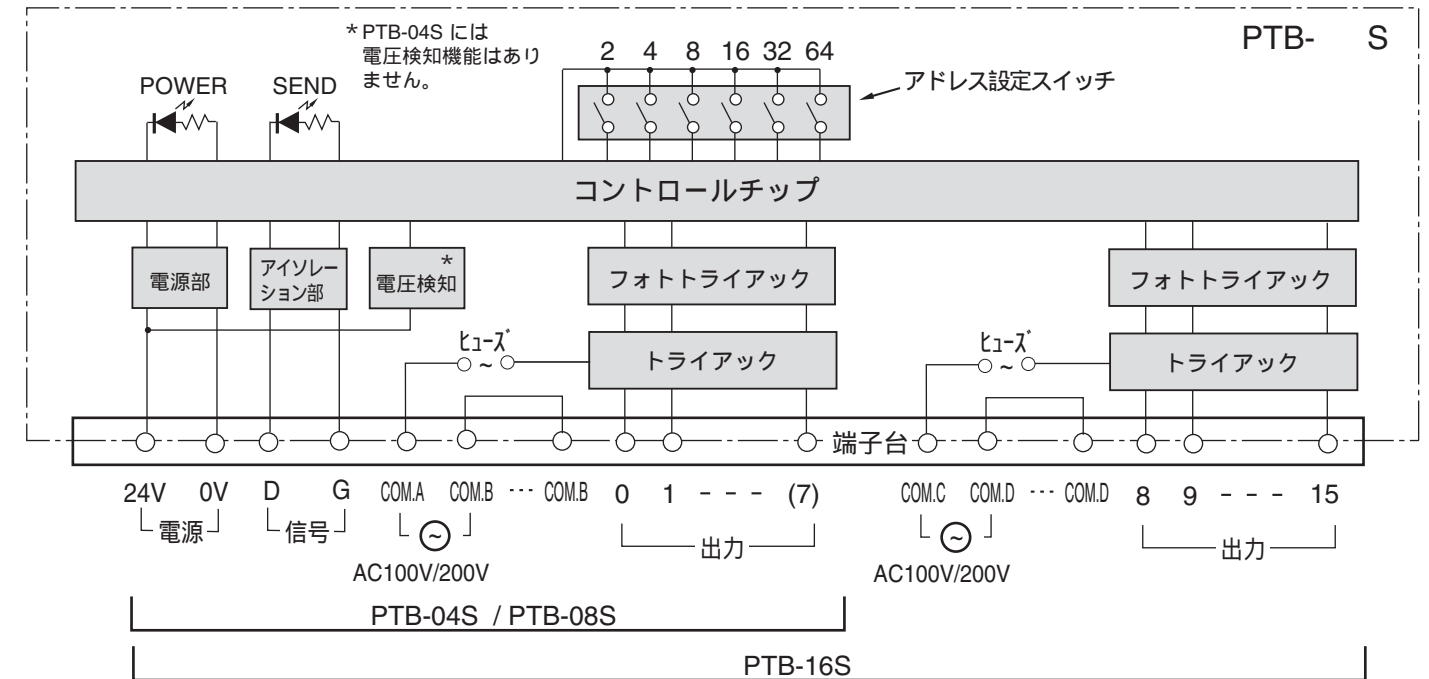 PTB-　S
*PTB-04S には
電圧検知機能はあり
ません。
2 4 8 16 32 64
アドレス設定スイッチ
POWER SEND
コントロールチップ
電源部
アイソレー
ション部
*
電圧検知
フォトトライアック
フォトトライアック
ヒューズ
~
トライアック
ヒューズ
~
トライアック
端子台
24V 0V D G COM.A COM.B ･･･ COM.B 0 1 - - - (7) COM.C COM.D ･･･ COM.D 8 9 - - - 15
電源 信号 ~ 出力 ~ 出力
AC100V/200V AC100V/200V
PTB-04S / PTB-08S
PTB-16S